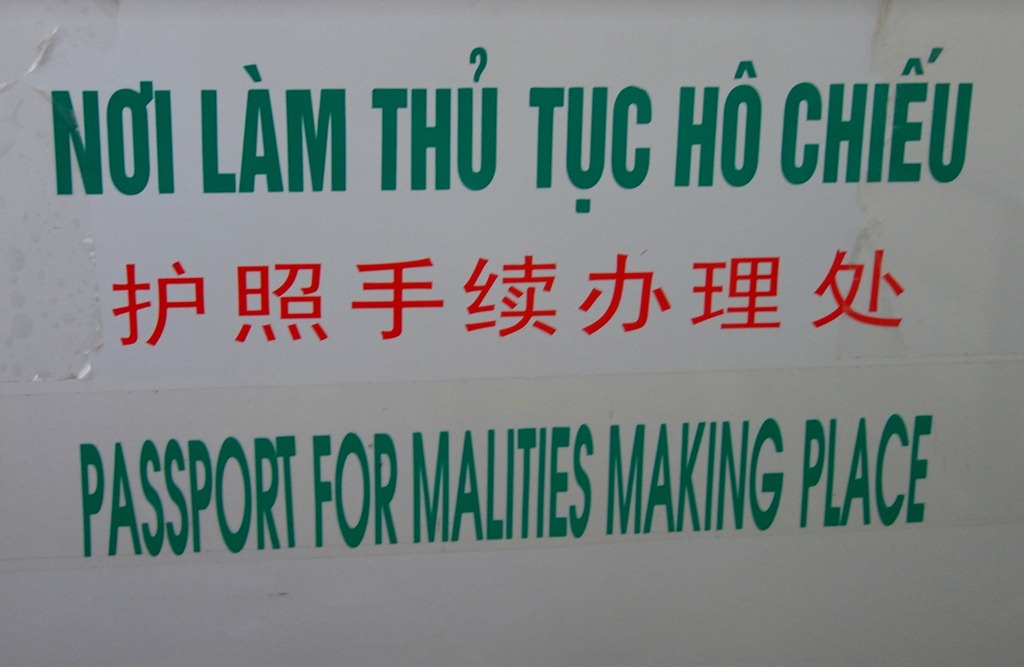 NƠI LÀM THỦ TỤC HÔ CHIẾU
护照手续办理处
PASSPORT FOR MALITIES MAKING PLACE